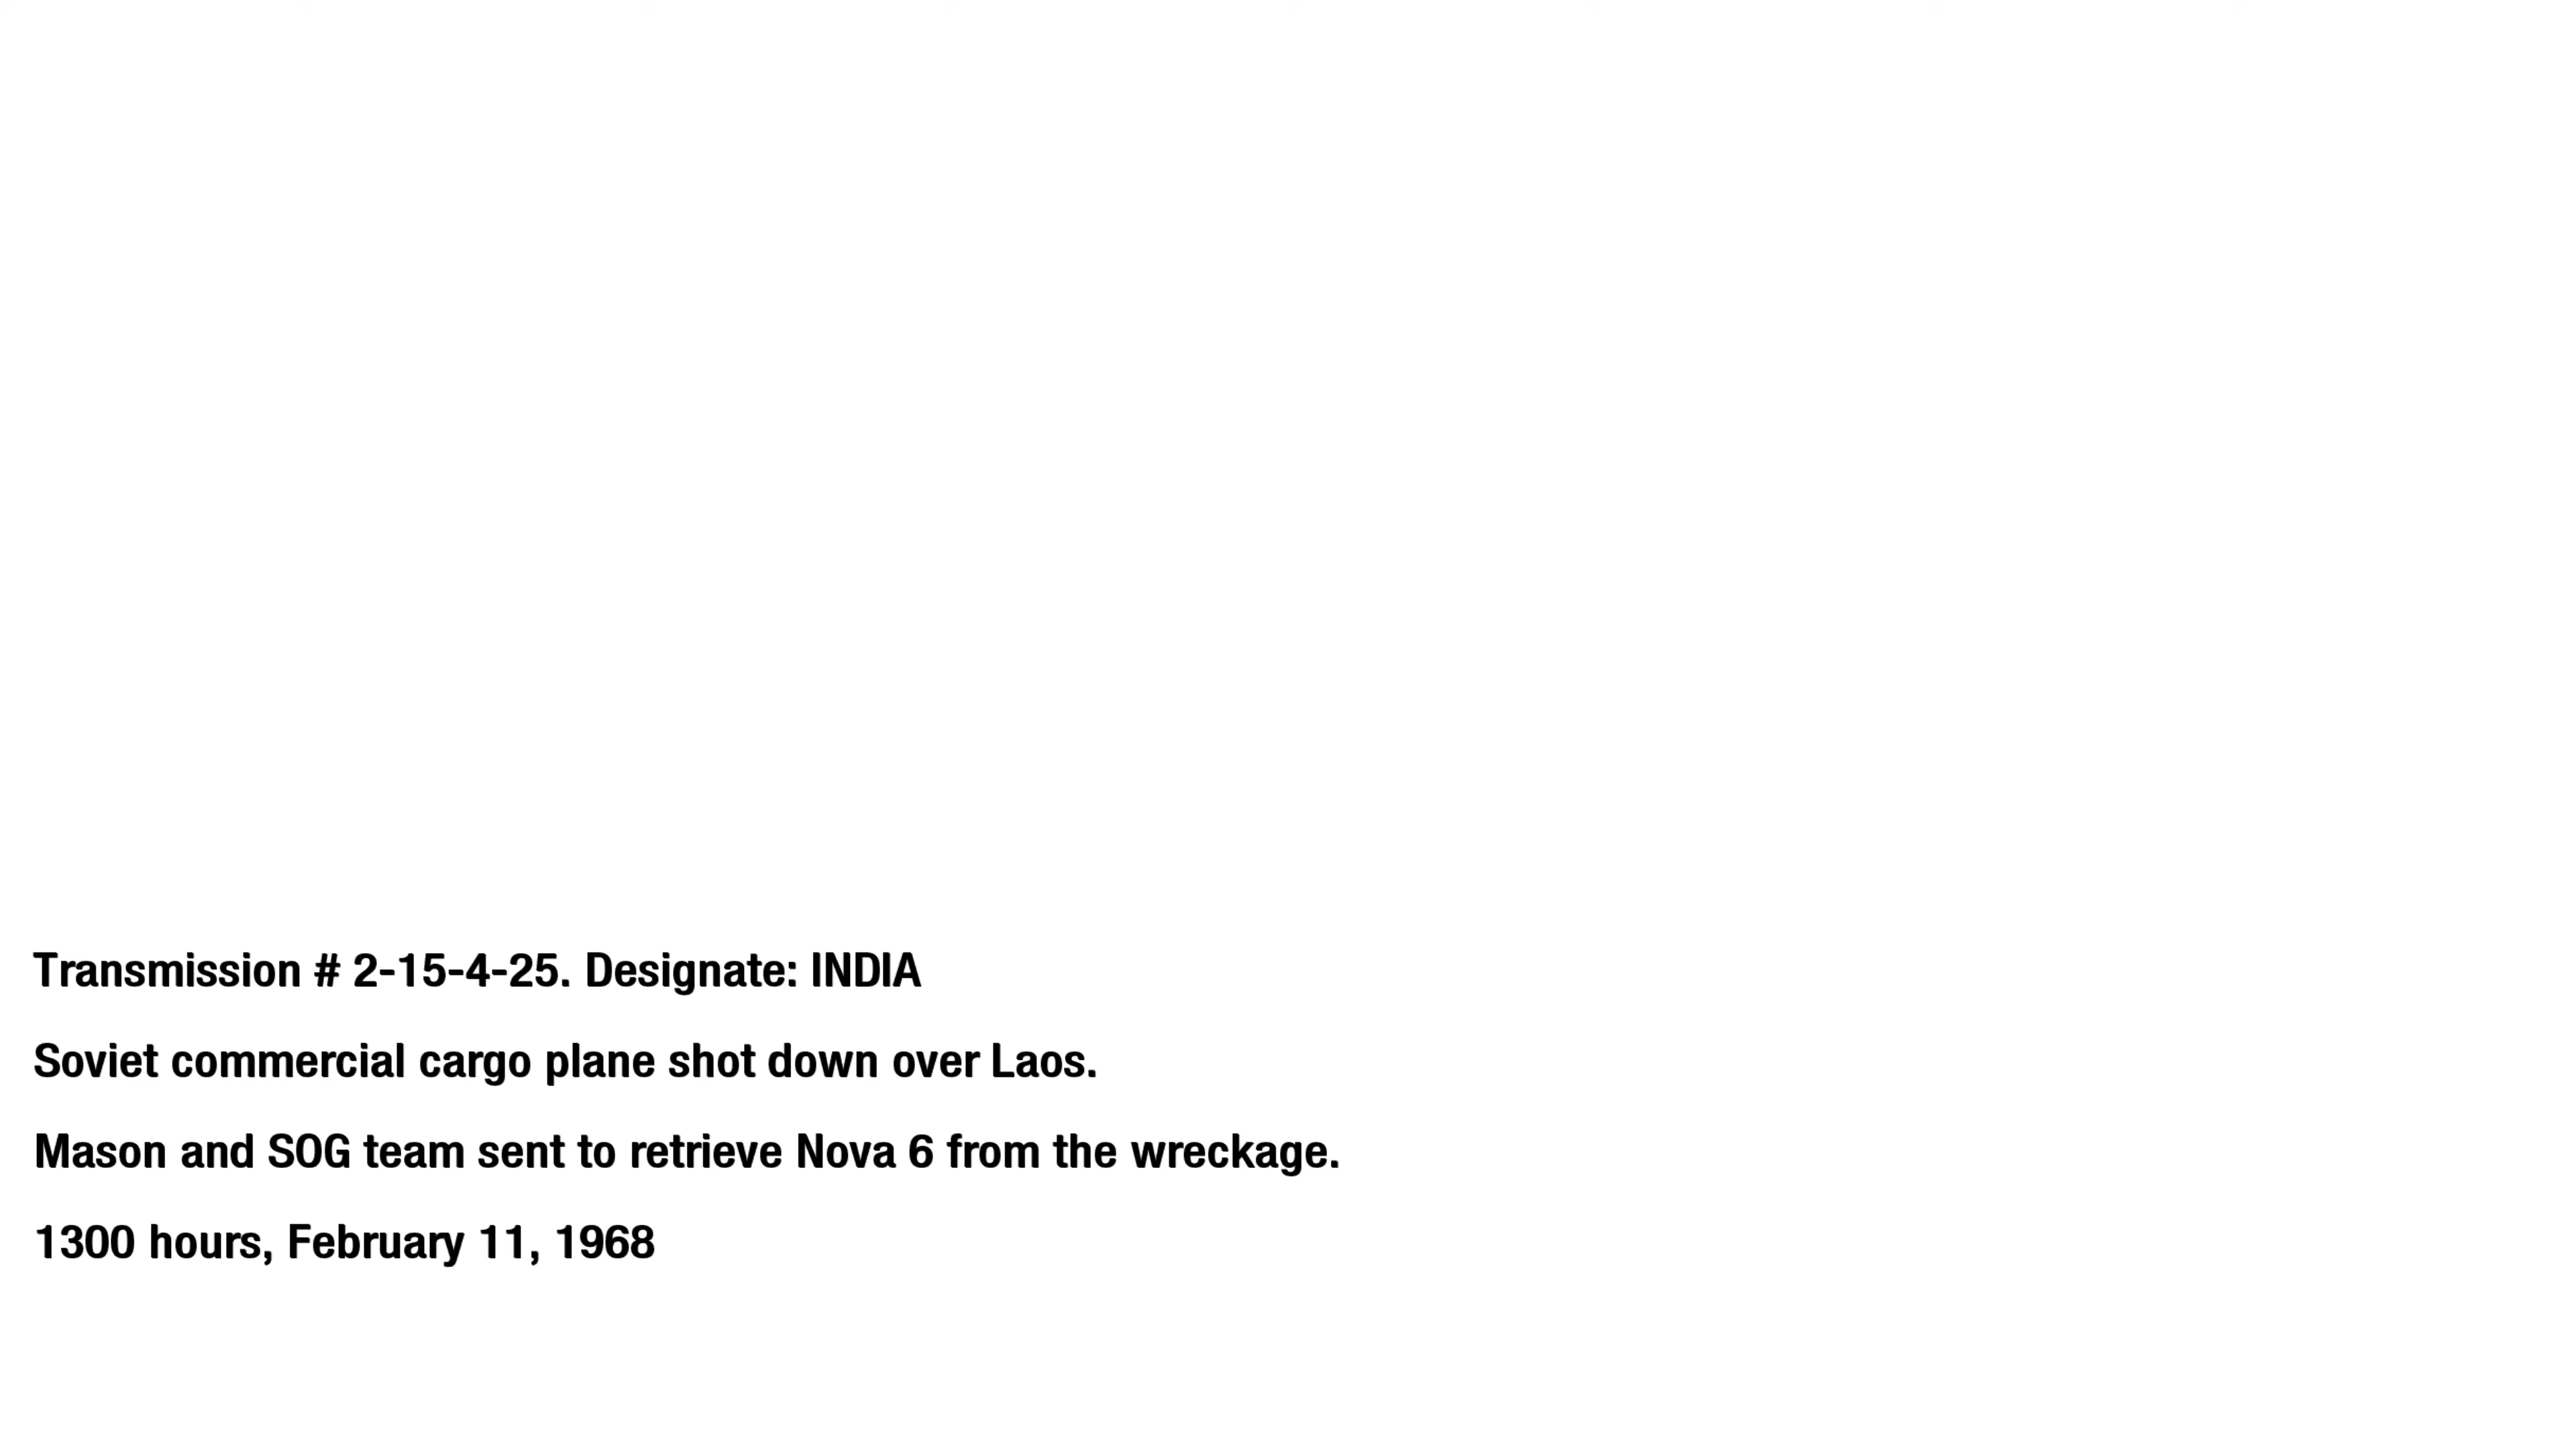 Transmission # 2-15-4-25. Designate: INDIA
Soviet commercial cargo plane shot down over Laos.
Mason and SOG team sent to retrieve Nova 6 from the wreckage.
1300 hours, February 11, 1968